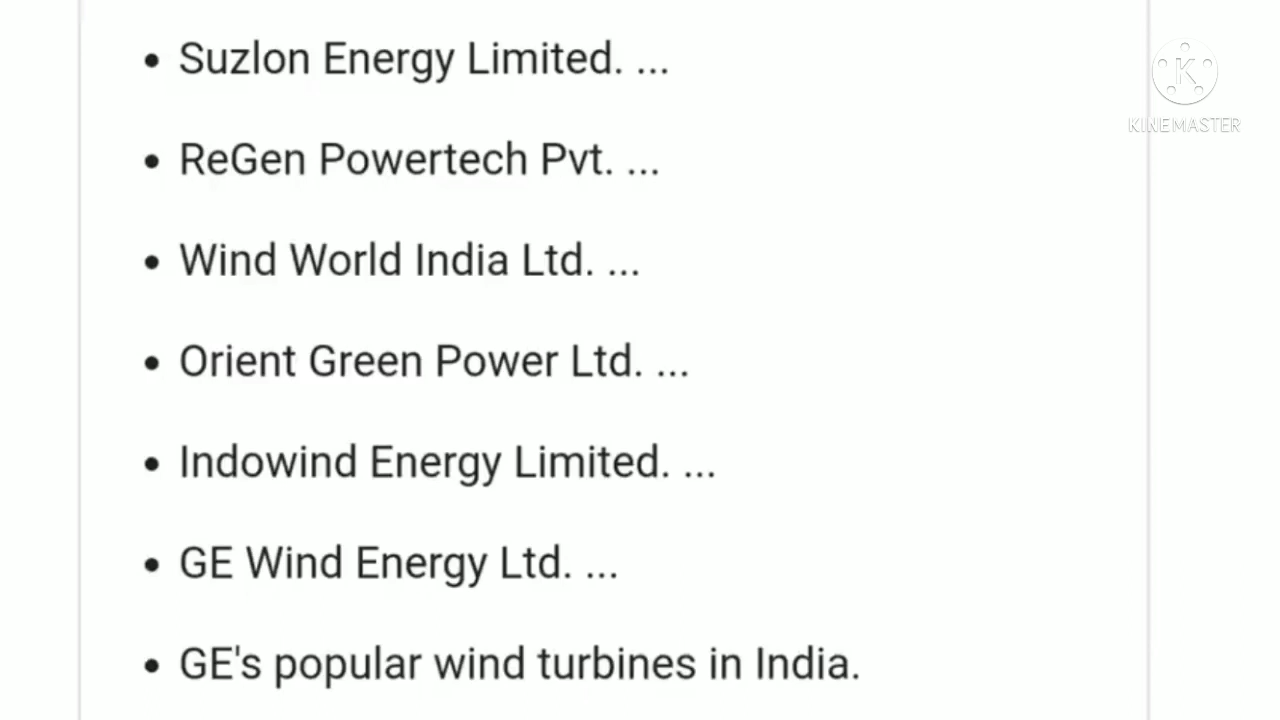 • Suzlon Energy Limited. ...
• ReGen Powertech Pvt. ...
• Wind World India Ltd. ...
• Orient Green Power Ltd. ...
• Indowind Energy Limited. ...
• GE Wind Energy Ltd. ...
• GE's popular wind turbines in India.
K
KINEMASTER